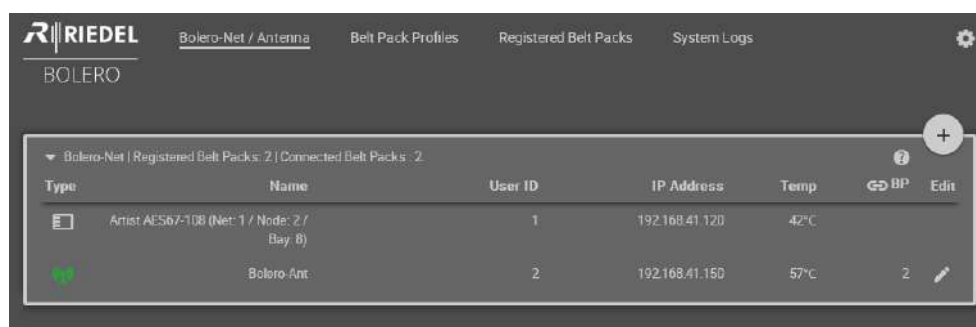 RIEDEL
BOLERO
Bolero-Net / Antenna Belt Pack Profiles Registered Belt Packs System Logs
Bolero-Net | Registered Belt Packs: 2 | Connected Belt Packs : 2
Type Name User ID IP Address Temp BP Edit
Artist AES67-108 (Net: 1 / Node: 2 / 1 192.168.41.120 42°C
Bay: 8)
Bolero-Ant 2 192.168.41.150 57°C 2